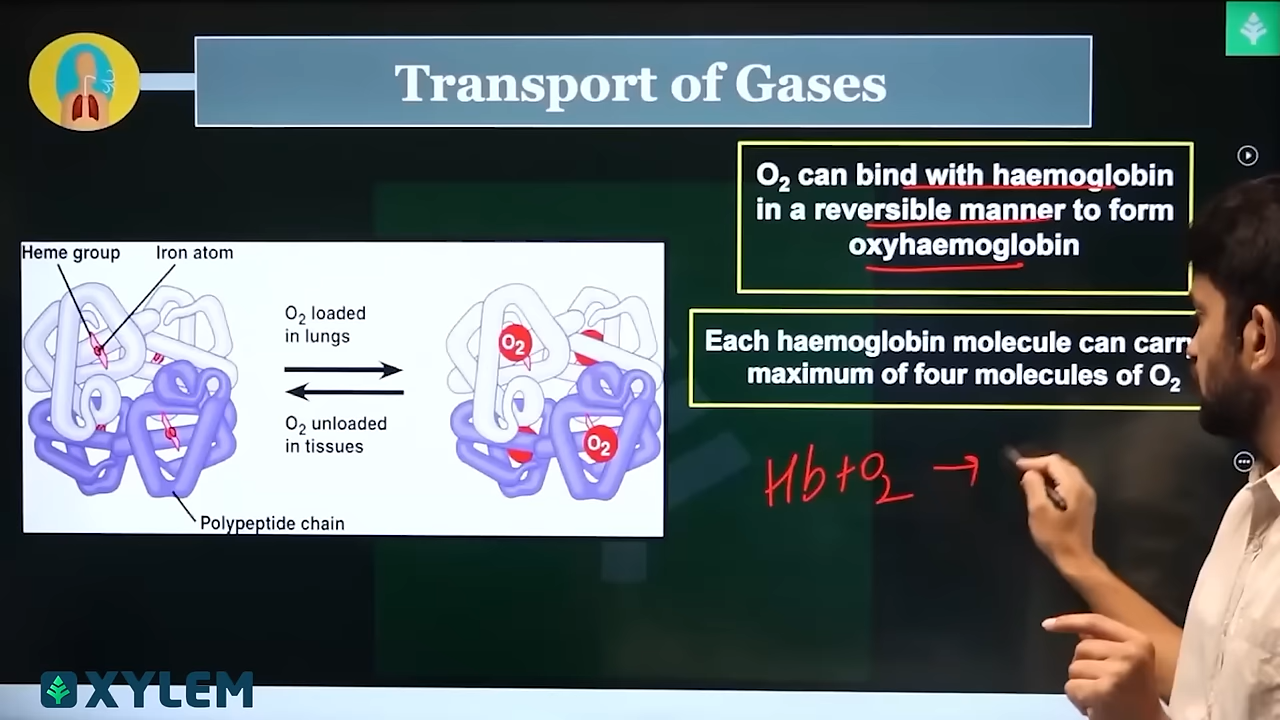 Transport of Gases
O₂ can bind with haemoglobin
in a reversible manner to form
oxyhaemoglobin
Heme group
Iron atom
O₂ loaded
in lungs
O₂ unloaded
in tissues
Polypeptide chain
O₂
O₂
Each haemoglobin molecule can
maximum of four molecules of O₂
Hb+O₂ →
XYLEM